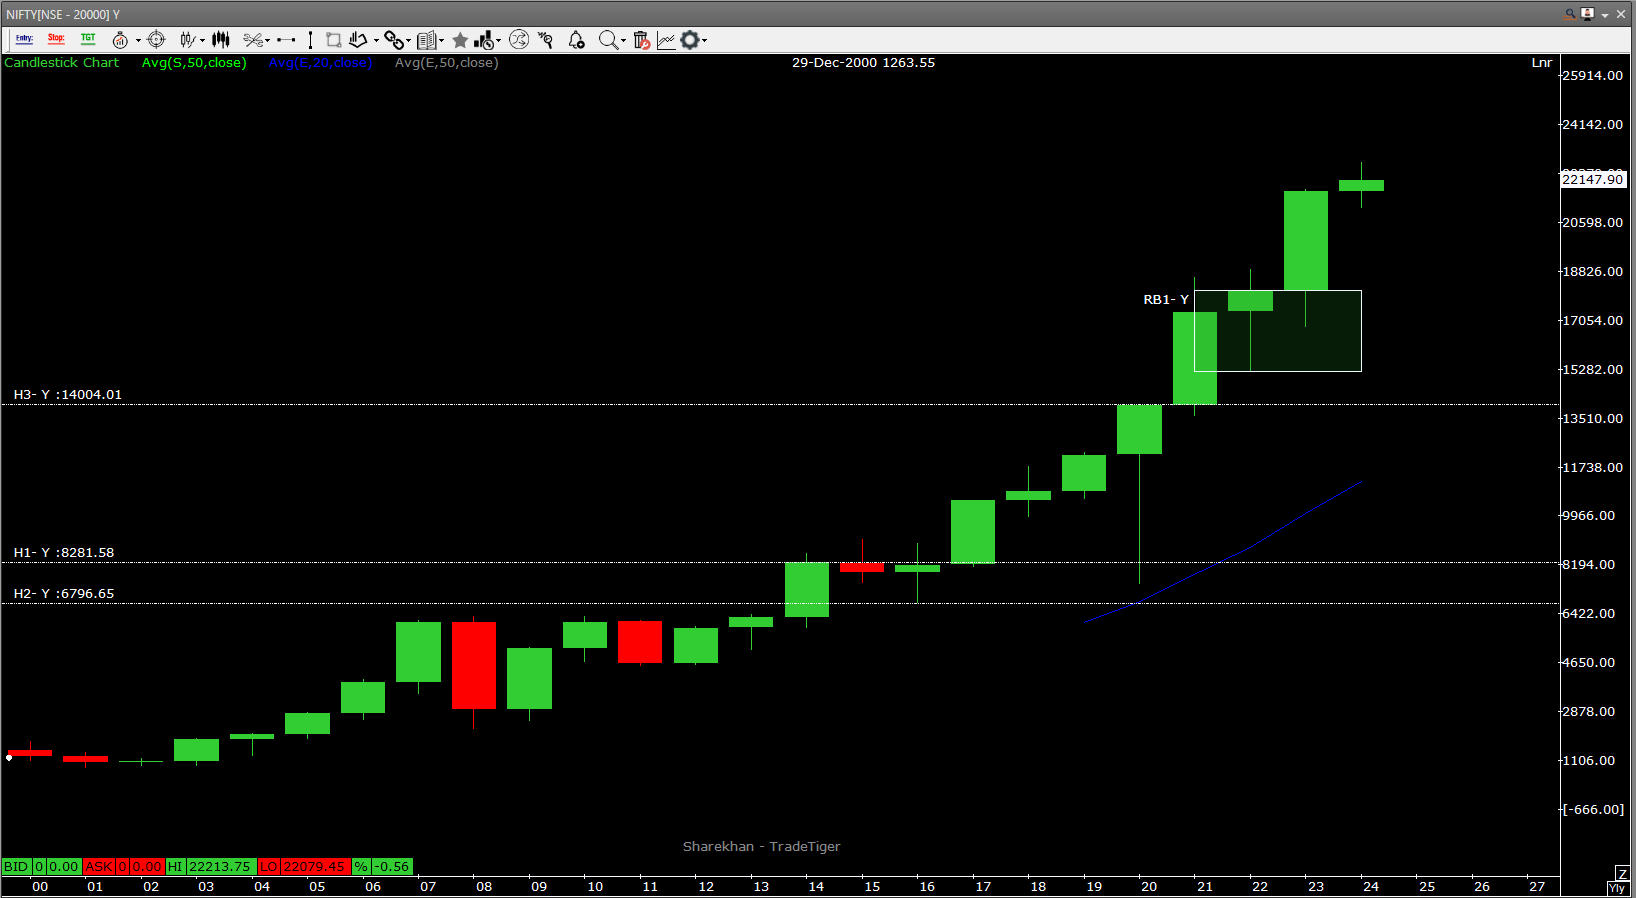 NIFTY[NSE - 20000] Y
Entry: Stop: TGT
Candlestick Chart Avg(S,50,close) Avg(E,20,close) Avg(E,50,close) 29-Dec-2000 1263.55 Lnr
25914.00
24142.00
22147.90
20598.00
18826.00
RB1- Y
17054.00
15282.00
H3- Y :14004.01
13510.00
11738.00
9966.00
H1- Y :8281.58
8194.00
H2- Y :6796.65
6422.00
4650.00
2878.00
1106.00
[-666.00]
Sharekhan - TradeTiger
BID 0 0.00 ASK 0 0.00 HI 22213.75 LO 22079.45 % -0.56
Z
00 01 02 03 04 05 06 07 08 09 10 11 12 13 14 15 16 17 18 19 20 21 22 23 24 25 26 27 Yly